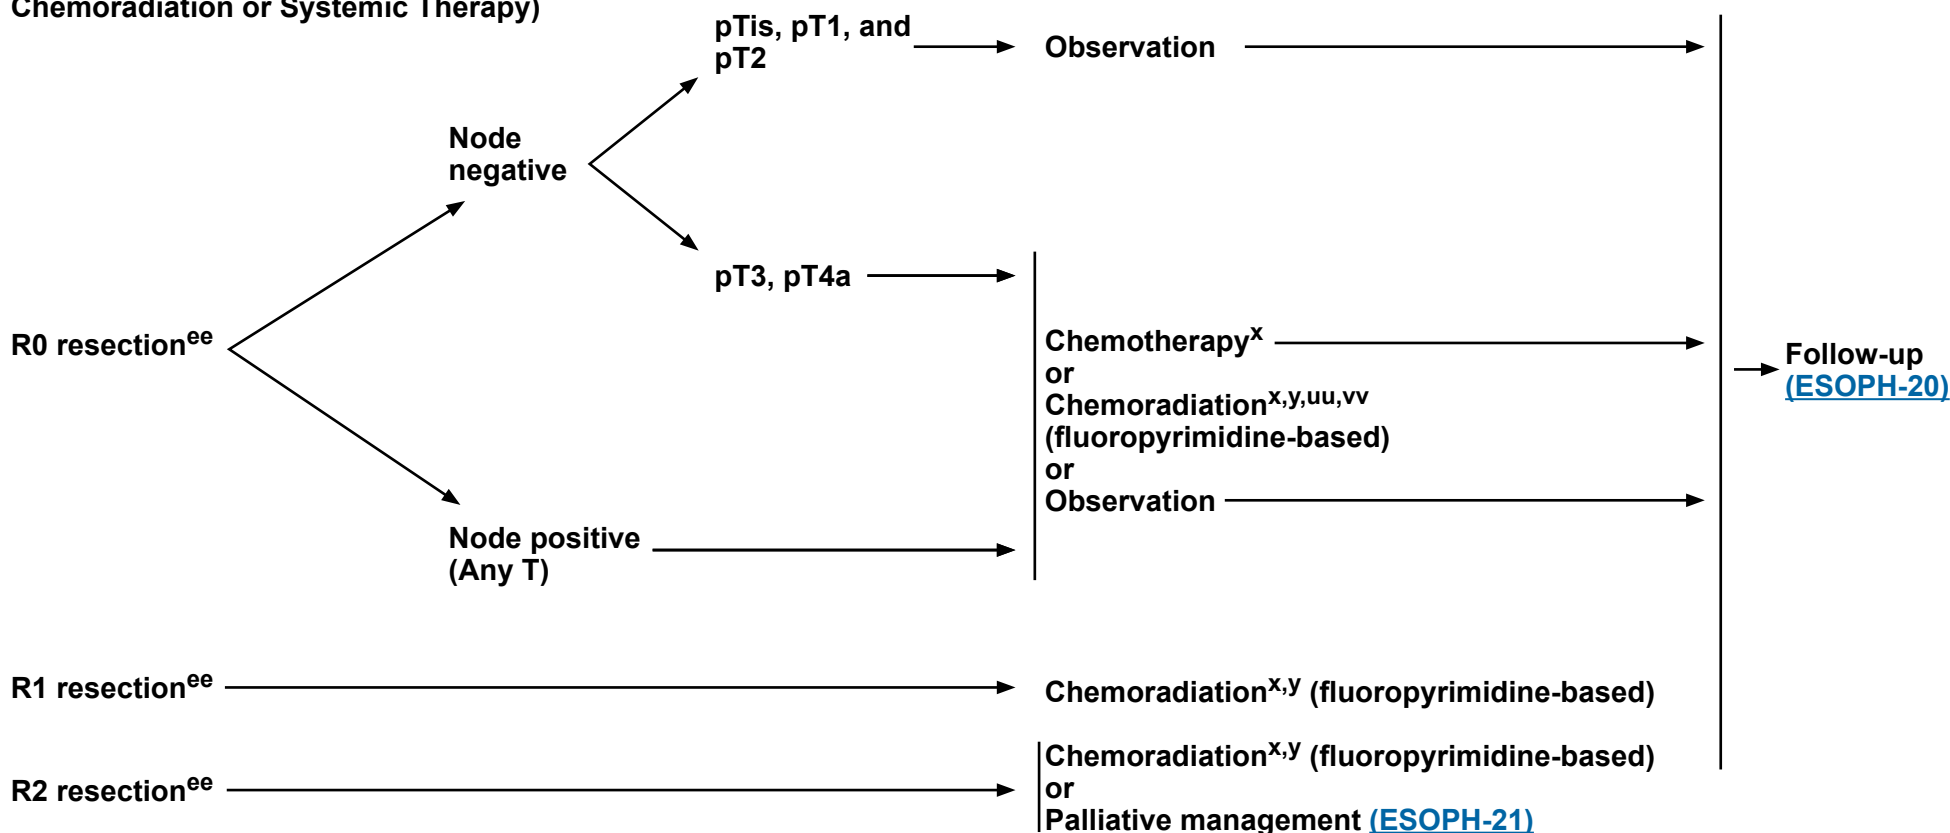 Chemoradiation or Systemic Therapy)
pTis, pT1, and
pT2
Observation
Node
negative
pT3, pT4a
R0 resectionee
Chemotherapyx
or
Chemoradiationx,y,uu,vv
(fluoropyrimidine-based)
or
Observation
Follow-up
(ESOPH-20)
Node positive
(Any T)
R1 resectionee
Chemoradiationx,y (fluoropyrimidine-based)
R2 resectionee
Chemoradiationx,y (fluoropyrimidine-based)
or
Palliative management (ESOPH-21)